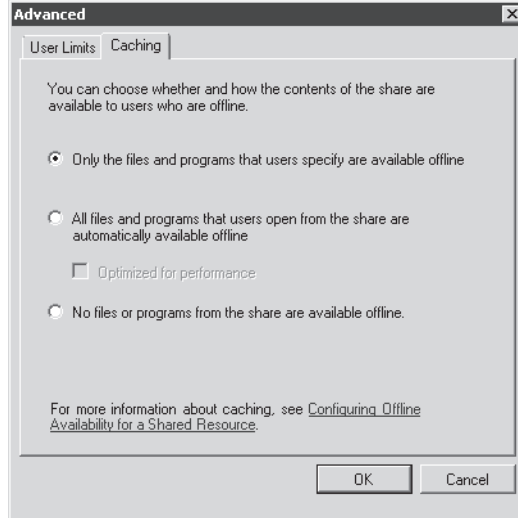 Advanced
User Limits Caching
You can choose whether and how the contents of the share are
available to users who are offline.
Only the files and programs that users specify are available offline
All files and programs that users open from the share are
automatically available offline
Optimized for performance
No files or programs from the share are available offline.
For more information about caching, see Configuring Offline
Availability for a Shared Resource.
OK Cancel